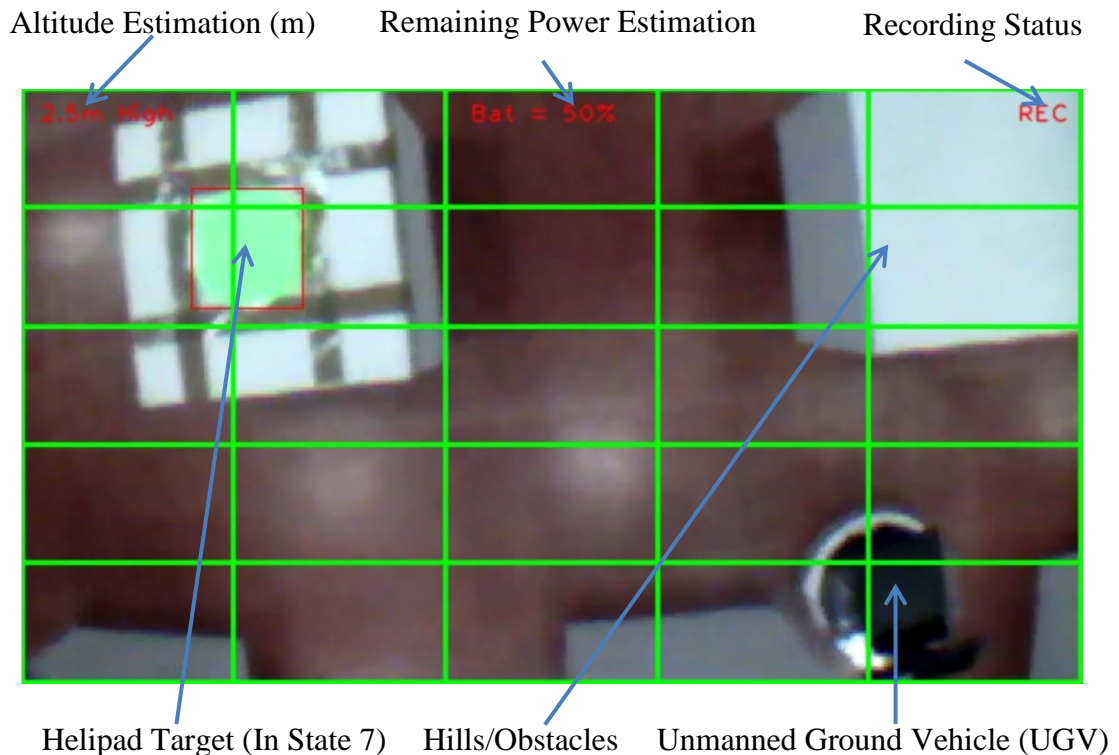 Altitude Estimation (m) Remaining Power Estimation Recording Status
2.5m High Bat = 50% REC
Helipad Target (In State 7) Hills/Obstacles Unmanned Ground Vehicle (UGV)